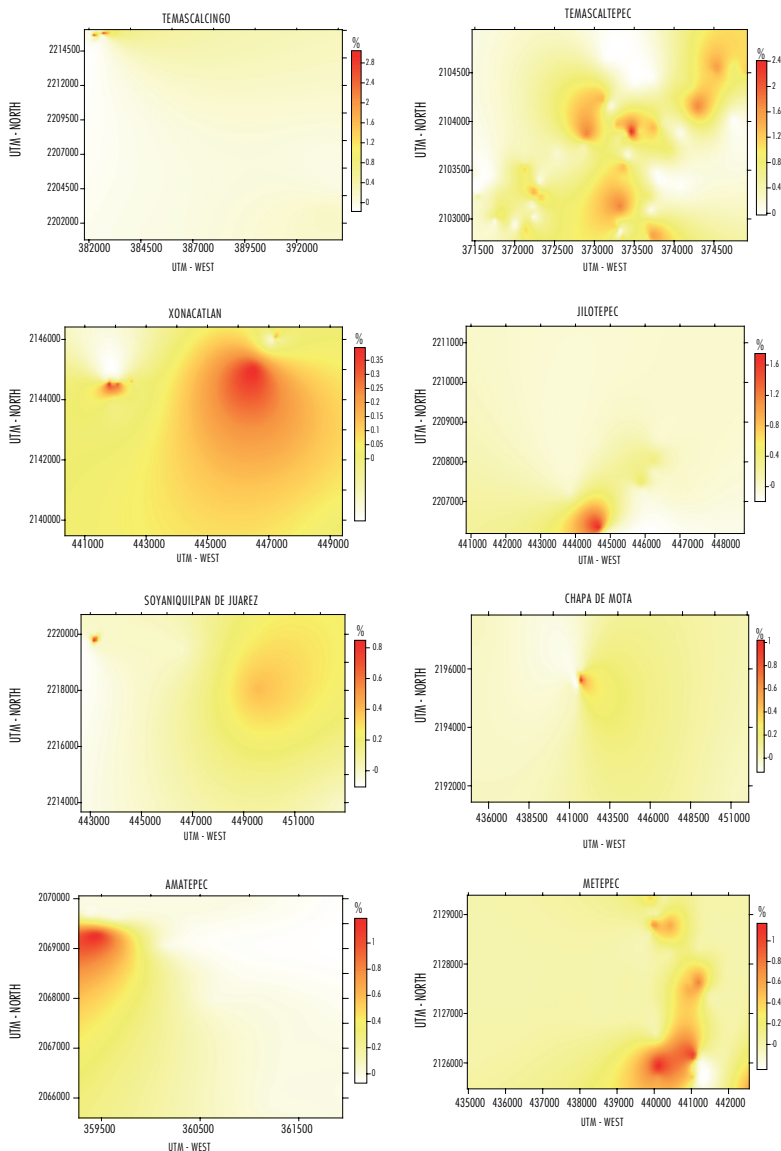 TEMASCALCINGO
%
2214500
2212000
2209500
2207000
2204500
2202000
UTM - NORTH
2.8
2.4
2
1.6
1.2
0.8
0.4
0
382000 384500 387000 389500 392000
UTM - WEST
TEMASCALTEPEC
%
2104500
2104000
2103500
2103000
UTM - NORTH
2.4
2
1.6
1.2
0.8
0.4
0
371500 372000 372500 373000 373500 374000 374500
UTM - WEST
XONACATLAN
%
2146000
2144000
2142000
2140000
UTM - NORTH
0.35
0.30
0.25
0.20
0.15
0.1
0.05
0
441000 443000 445000 447000 449000
UTM - WEST
JILOTEPEC
%
2211000
2210000
2209000
2208000
2207000
UTM - NORTH
1.6
1.2
0.8
0.4
-0
441000 442000 443000 444000 445000 446000 447000 448000
UTM - WEST
SOYANIQUILPAN DE JUAREZ
%
2220000
2218000
2216000
2214000
UTM - NORTH
0.8
0.6
0.4
0.2
-0
443000 445000 447000 449000 451000
UTM - WEST
CHAPA DE MOTA
%
2196000
2194000
2192000
UTM - NORTH
1
0.8
0.6
0.4
0.2
-0
436000 438500 441000 443500 446000 448500 451000
UTM - WEST
AMATEPEC
%
2070000
2069000
2068000
2067000
2066000
UTM - NORTH
1
0.8
0.6
0.4
0.2
0
359500 360500 361500
UTM - WEST
METEPEC
%
2129000
2128000
2127000
2126000
UTM - NORTH
1
0.8
0.6
0.4
0.2
-0
435000 436000 437000 438000 439000 440000 441000 442000
UTM - WEST